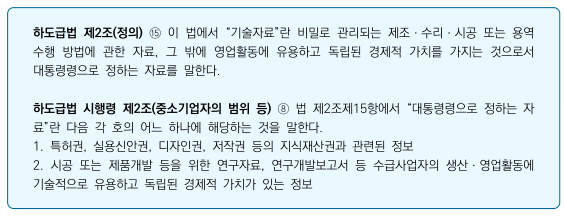 하도급법 제2조(정의) ⑮ 이 법에서 “기술자료”란 비밀로 관리되는 제조·수리·시공 또는 용역
수행 방법에 관한 자료, 그 밖에 영업활동에 유용하고 독립된 경제적 가치를 가지는 것으로서
대통령령으로 정하는 자료를 말한다.
하도급법 시행령 제2조(중소기업자의 범위 등) ⑧ 법 제2조제15항에서 “대통령령으로 정하는 자
료”란 다음 각 호의 어느 하나에 해당하는 것을 말한다.
1. 특허권, 실용신안권, 디자인권, 저작권 등의 지식재산권과 관련된 정보
2. 시공 또는 제품개발 등을 위한 연구자료, 연구개발보고서 등 수급사업자의 생산·영업활동에
기술적으로 유용하고 독립된 경제적 가치가 있는 정보